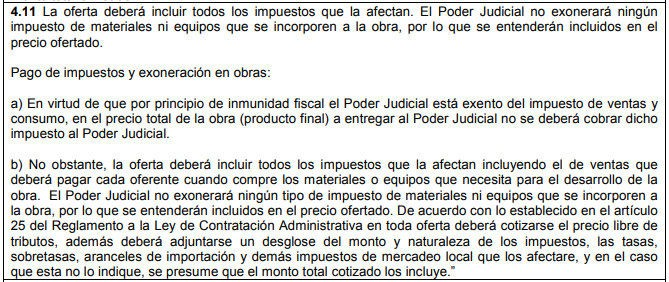 4.11 La oferta deberá incluir todos los impuestos que la afectan. El Poder Judicial no exonerará ningún
impuesto de materiales ni equipos que se incorporen a la obra, por lo que se entenderán incluidos en el
precio ofertado.
Pago de impuestos y exoneración en obras:
a) En virtud de que por principio de inmunidad fiscal el Poder Judicial está exento del impuesto de ventas y
consumo, en el precio total de la obra (producto final) a entregar al Poder Judicial no se deberá cobrar dicho
impuesto al Poder Judicial.
b) No obstante, la oferta deberá incluir todos los impuestos que la afectan incluyendo el de ventas que
deberá pagar cada oferente cuando compre los materiales o equipos que necesita para el desarrollo de la
obra. El Poder Judicial no exonerará ningún tipo de impuesto de materiales ni equipos que se incorporen a
la obra, por lo que se entenderán incluidos en el precio ofertado. De acuerdo con lo establecido en el artículo
25 del Reglamento a la Ley de Contratación Administrativa en toda oferta deberá cotizarse el precio libre de
tributos, además deberá adjuntarse un desglose del monto y naturaleza de los impuestos, las tasas,
sobretasas, aranceles de importación y demás impuestos de mercadeo local que los afectare, y en el caso
que esta no lo indique, se presume que el monto total cotizado los incluye.”